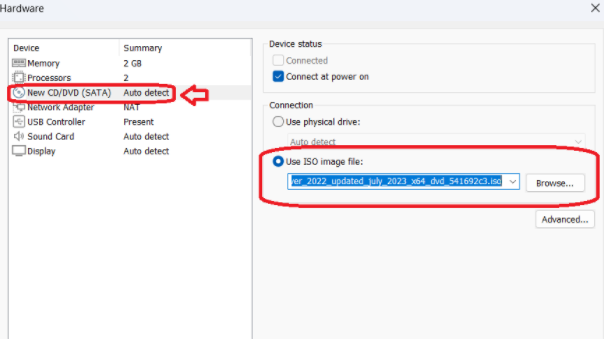 Hardware
Device Summary
Memory 2 GB
Processors 2
New CD/DVD (SATA) Auto detect
Network Adapter NAT
USB Controller Present
Sound Card Auto detect
Display Auto detect
Device status
Connected
Connect at power on
Connection
Use physical drive:
Auto detect
Use ISO image file:
ver_2022_updated_july_2023_x64_dvd_541692c3.iso
Browse...
Advanced...